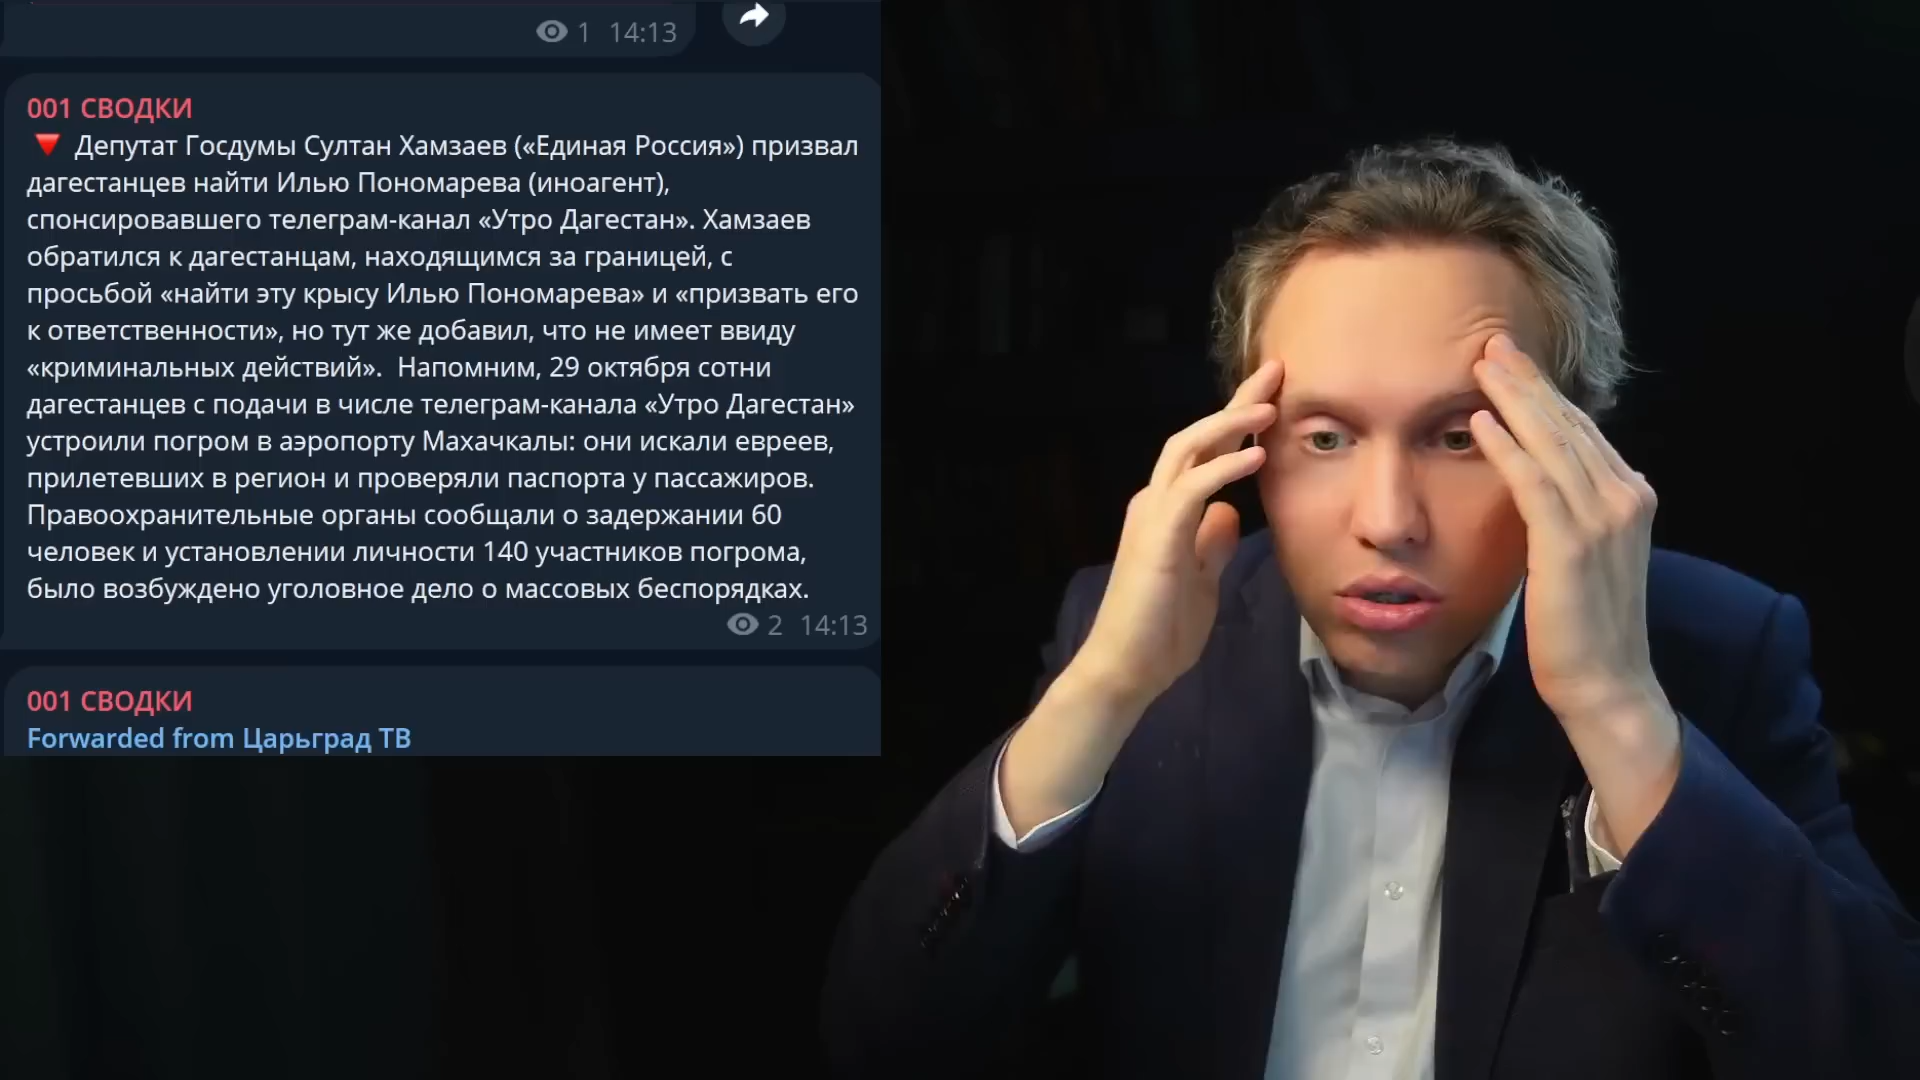 1 14:13
001 СВОДКИ
🔻 Депутат Госдумы Султан Хамзаев («Единая Россия») призвал
дагестанцев найти Илью Пономарева (иноагент),
спонсировавшего телеграм-канал «Утро Дагестан». Хамзаев
обратился к дагестанцам, находящимся за границей, с
просьбой «найти эту крысу Илью Пономарева» и «призвать его
к ответственности», но тут же добавил, что не имеет ввиду
«криминальных действий». Напомним, 29 октября сотни
дагестанцев с подачи в числе телеграм-канала «Утро Дагестан»
устроили погром в аэропорту Махачкалы: они искали евреев,
прилетевших в регион и проверяли паспорта у пассажиров.
Правоохранительные органы сообщали о задержании 60
человек и установлении личности 140 участников погрома,
было возбуждено уголовное дело о массовых беспорядках.
2 14:13
001 СВОДКИ
Forwarded from Царьград ТВ